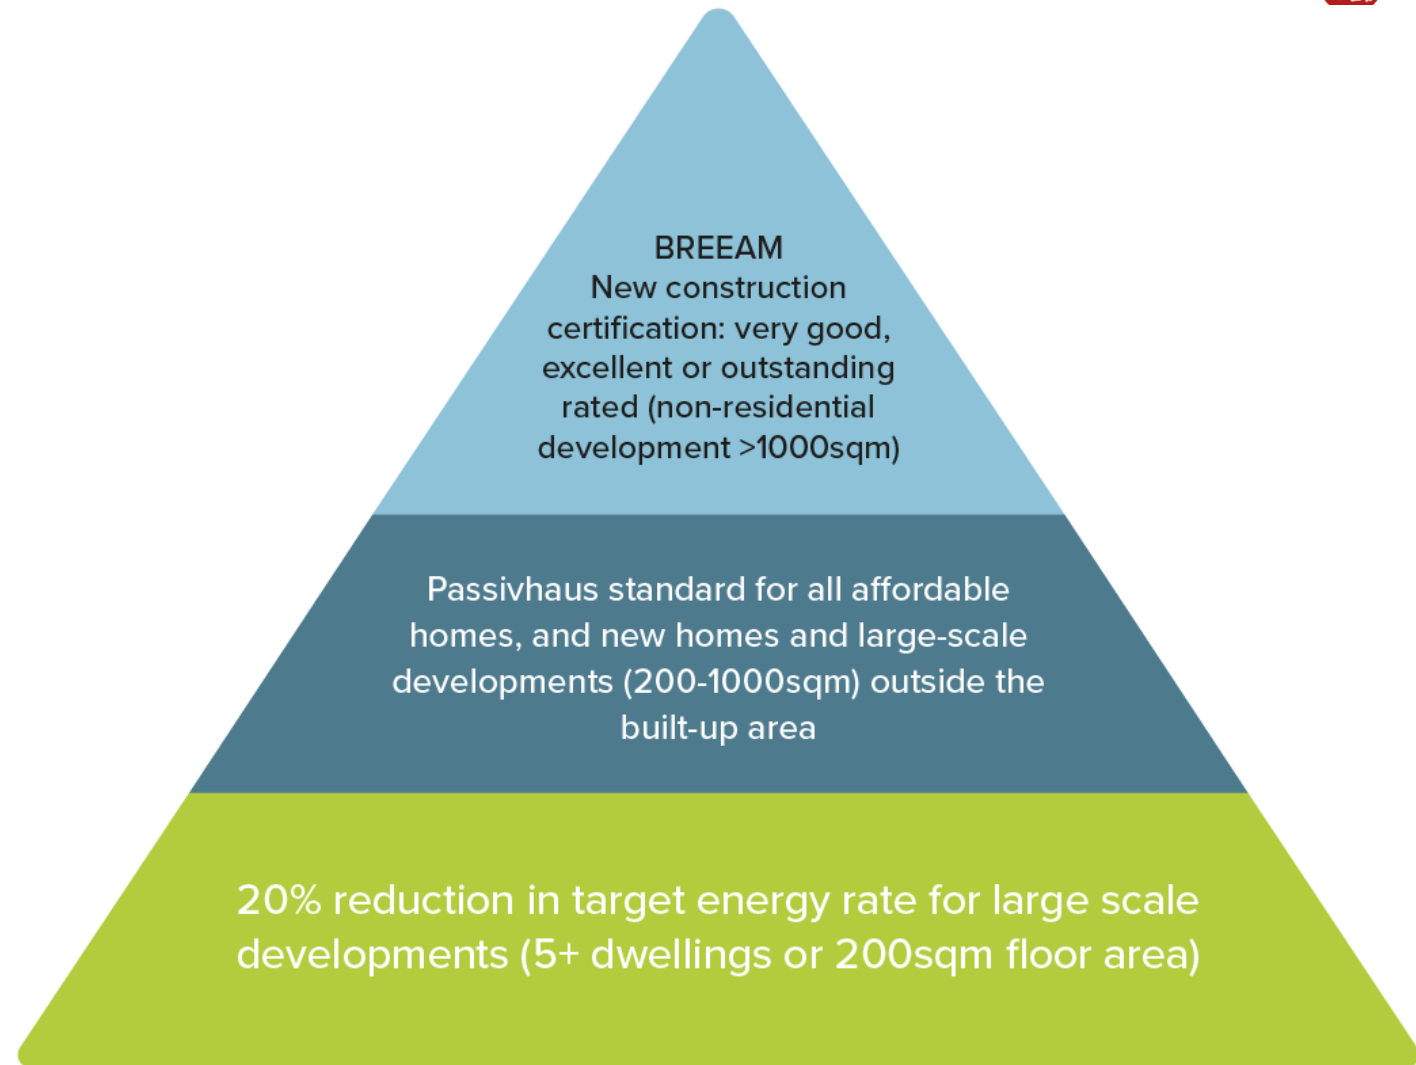 BREEAM
New construction
certification: very good,
excellent or outstanding
rated (non-residential
development >1000sqm)
Passivhaus standard for all affordable
homes, and new homes and large-scale
developments (200-1000sqm) outside the
built-up area
20% reduction in target energy rate for large scale
developments (5+ dwellings or 200sqm floor area)